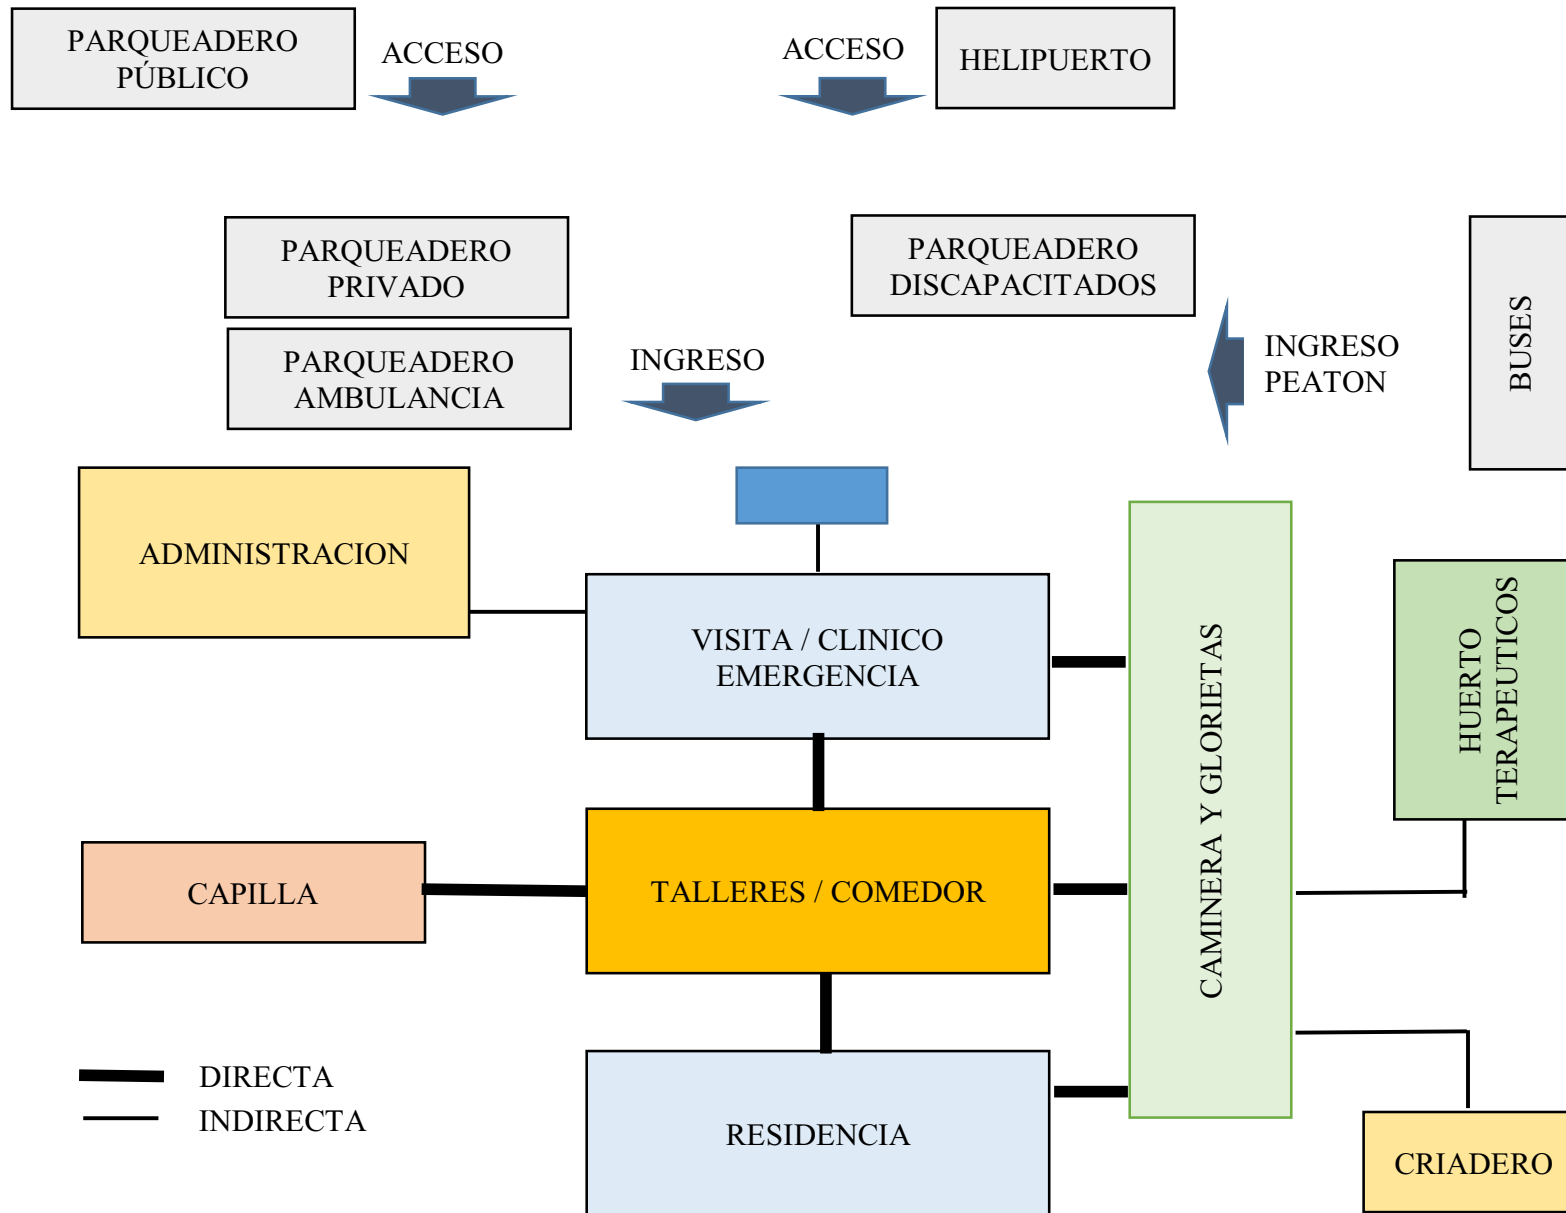 PARQUEADERO
PÚBLICO
ACCESO
ACCESO
HELIPUERTO
PARQUEADERO
PRIVADO
PARQUEADERO
DISCAPACITADOS
BUSES
PARQUEADERO
AMBULANCIA
INGRESO
INGRESO
PEATON
ADMINISTRACION
VISITA / CLINICO
EMERGENCIA
CAMINERA Y GLORIETAS
HUERTO
TERAPEUTICOS
CAPILLA
TALLERES / COMEDOR
DIRECTA
INDIRECTA
RESIDENCIA
CRIADERO